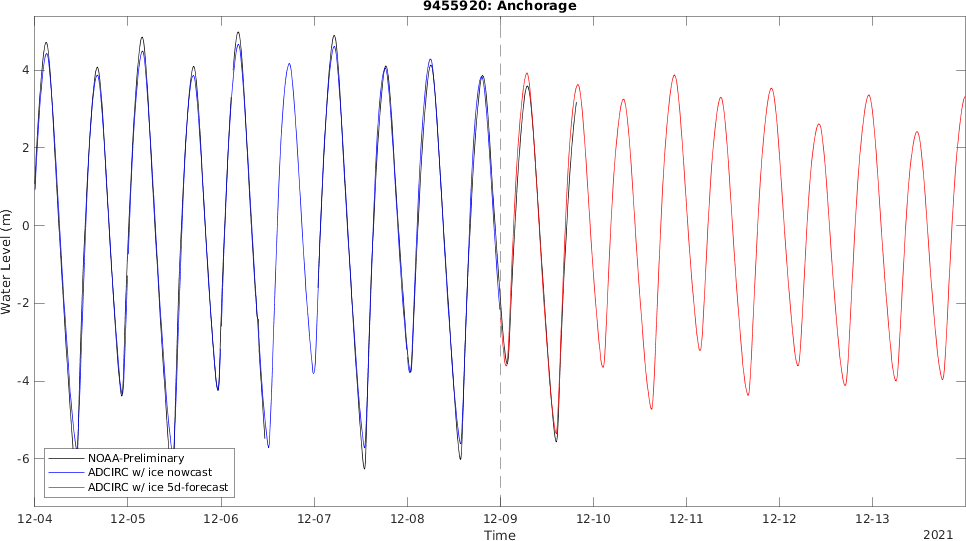 9455920: Anchorage
Water Level (m)
4
2
0
-2
-4
-6
NOAA-Preliminary
ADCIRC w/ ice nowcast
ADCIRC w/ ice 5d-forecast
12-04 12-05 12-06 12-07 12-08 12-09 12-10 12-11 12-12 12-13
Time
2021